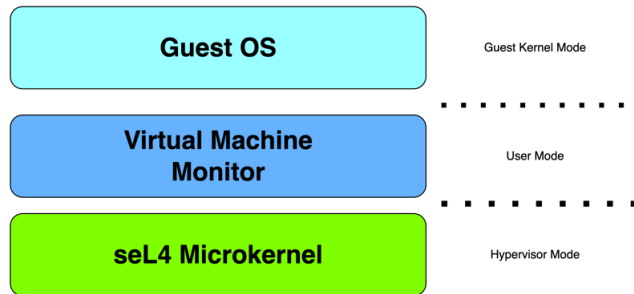 Guest OS
Guest Kernel Mode
Virtual Machine
Monitor
User Mode
seL4 Microkernel
Hypervisor Mode